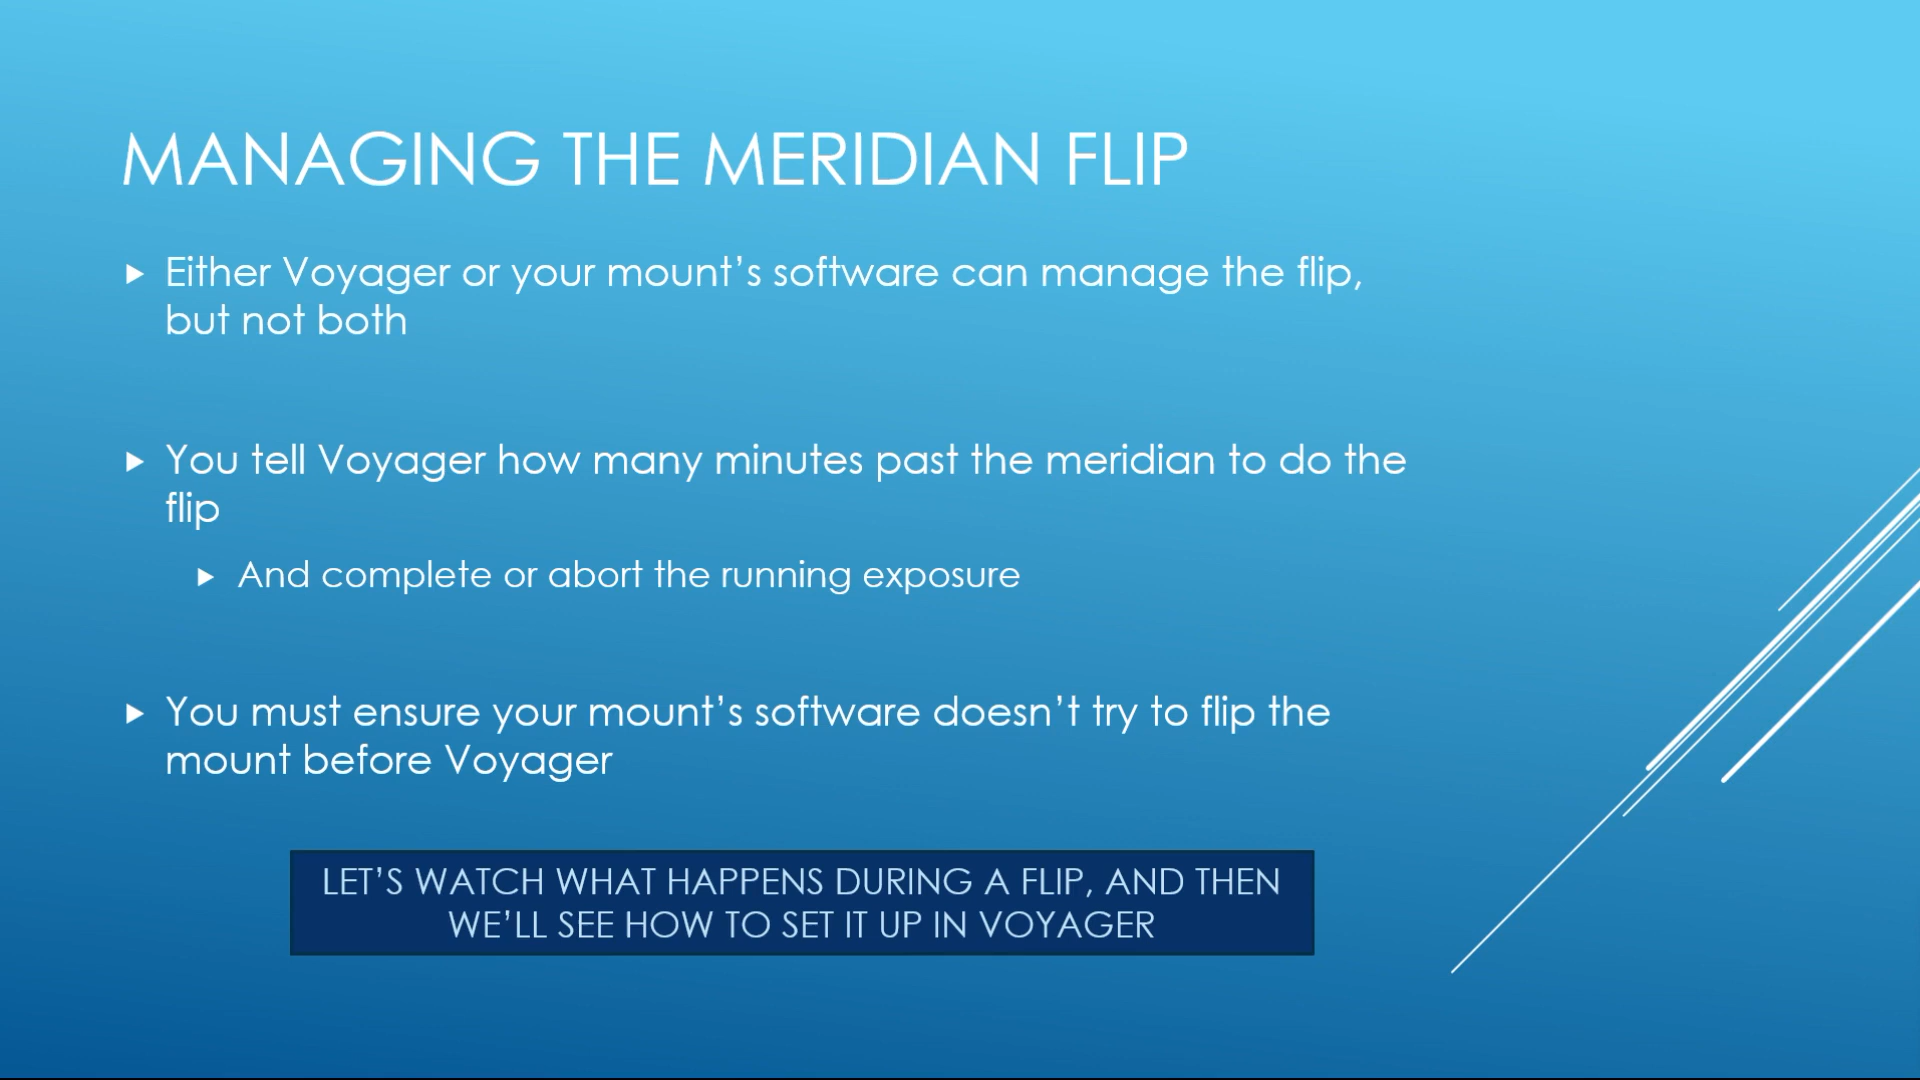 MANAGING THE MERIDIAN FLIP
Either Voyager or your mount’s software can manage the flip,
but not both
You tell Voyager how many minutes past the meridian to do the
flip
And complete or abort the running exposure
You must ensure your mount’s software doesn’t try to flip the
mount before Voyager
LET’S WATCH WHAT HAPPENS DURING A FLIP, AND THEN
WE’LL SEE HOW TO SET IT UP IN VOYAGER